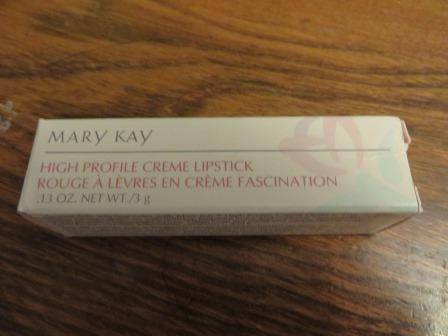 MARY KAY
HIGH PROFILE CREME LIPSTICK
ROUGE À LÈVRES EN CRÈME FASCINATION
.13 OZ. NET WT./3 g